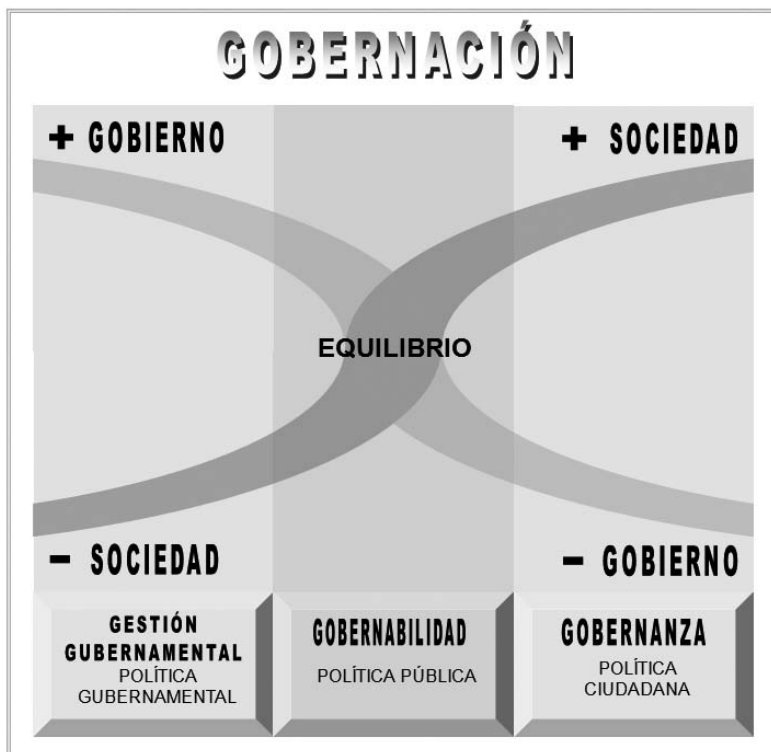 GOBERNACIÓN
+ GOBIERNO
+ SOCIEDAD
EQUILIBRIO
- SOCIEDAD
- GOBIERNO
GESTIÓN
GUBERNAMENTAL
POLÍTICA
GUBERNAMENTAL
GOBERNABILIDAD
POLÍTICA PÚBLICA
GOBERNANZA
POLÍTICA
CIUDADANA